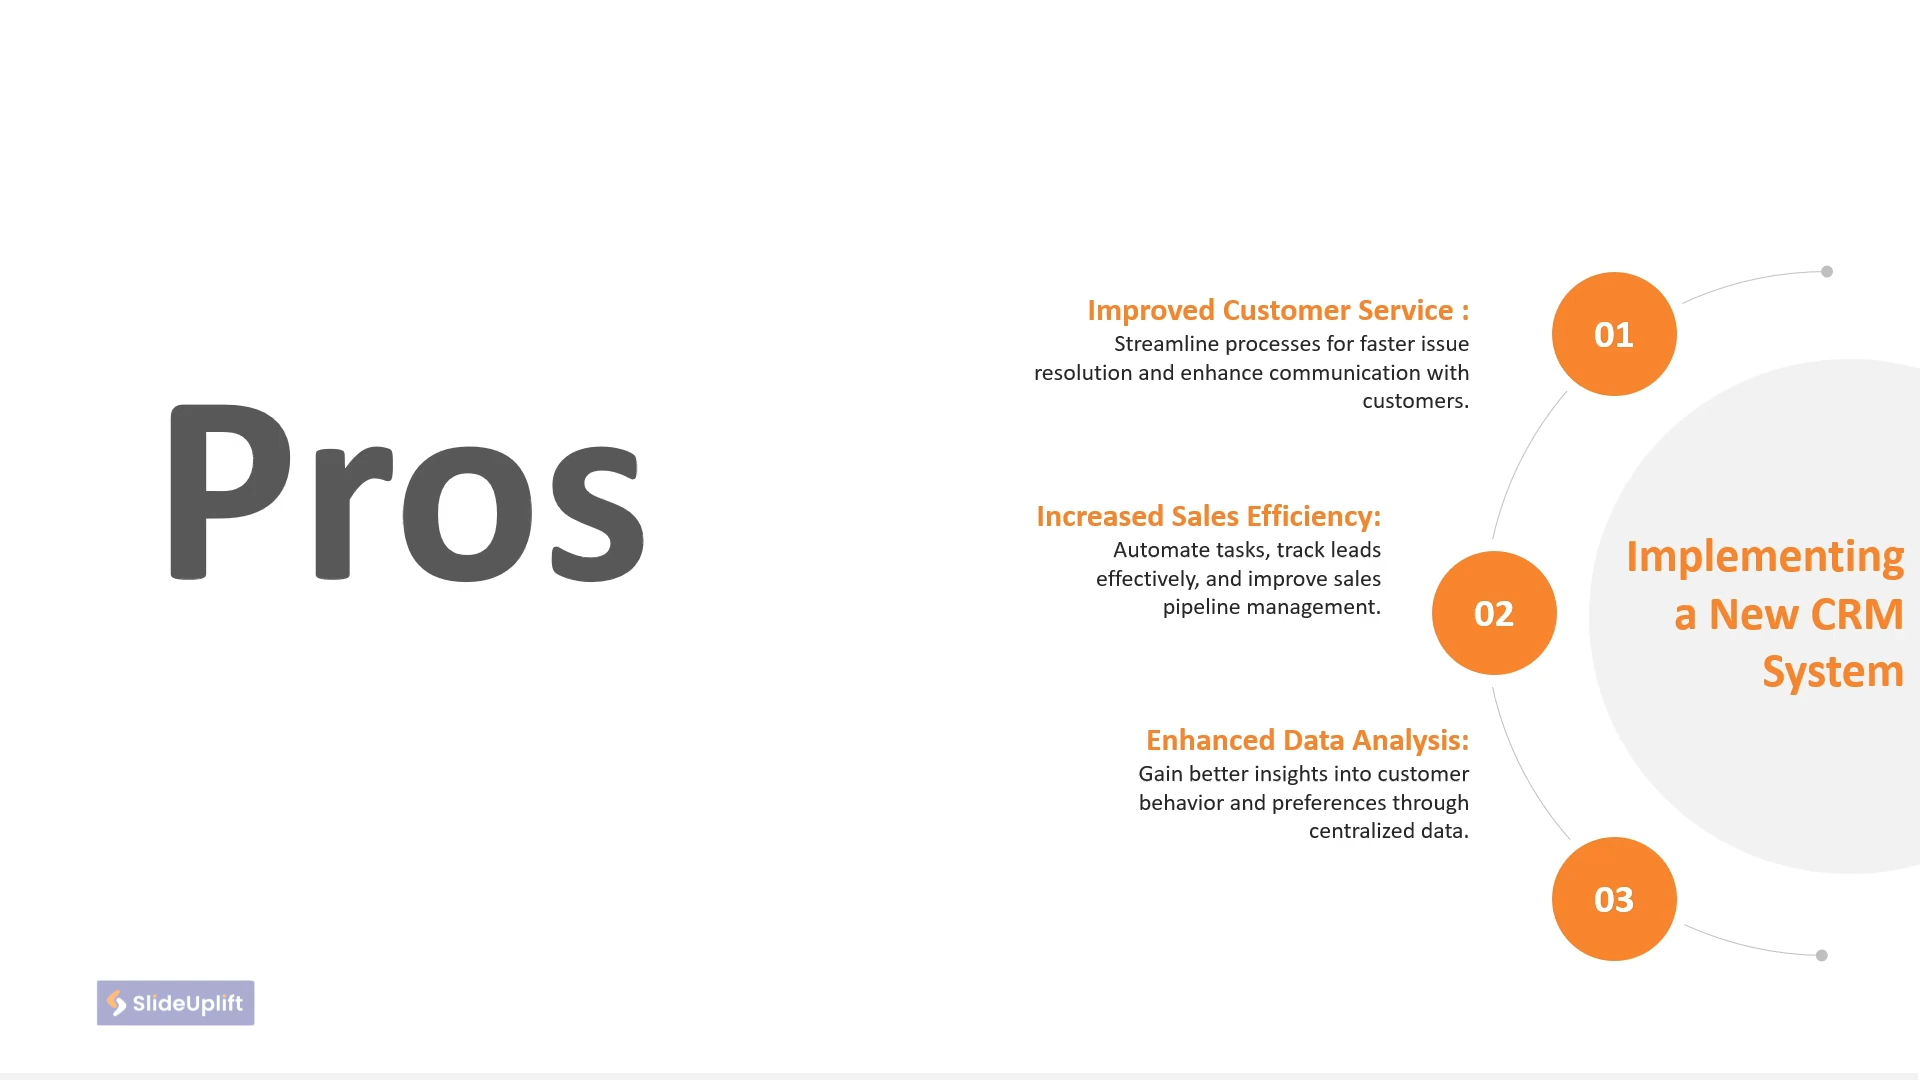 Pros
Improved Customer Service :
Streamline processes for faster issue
resolution and enhance communication with
customers.
01
Increased Sales Efficiency:
Automate tasks, track leads
effectively, and improve sales
pipeline management.
02
Enhanced Data Analysis:
Gain better insights into customer
behavior and preferences through
centralized data.
03
Implementing
a New CRM
System
SlideUplift